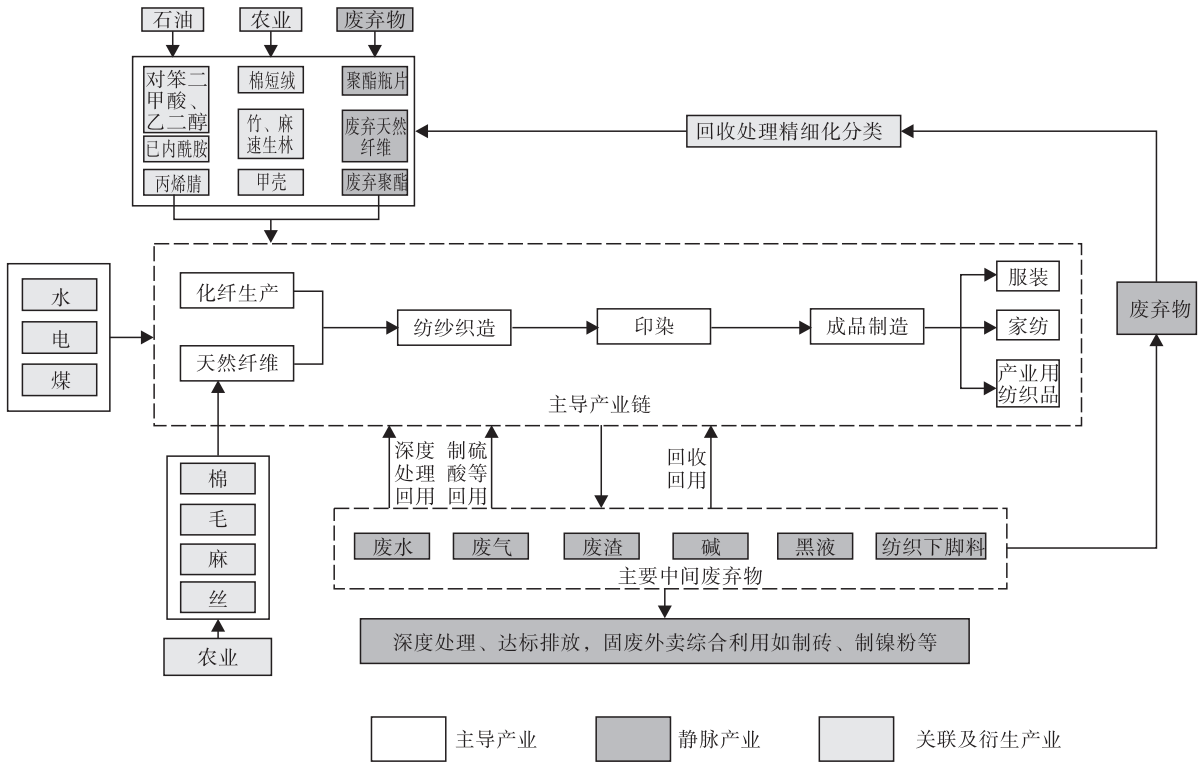 石油
农业
废弃物
对苯二
甲酸、
乙二醇
已内酰胺
丙烯腈
棉短绒
竹、麻
速生林
甲壳
聚酯瓶片
废弃天然
纤维
废弃聚酯
回收处理精细化分类
水
电
煤
化纤生产
天然纤维
纺纱织造
印染
成品制造
服装
家纺
产业用
纺织品
主导产业链
废弃物
深度
处理
回用
制硫
酸等
回用
回收
回用
棉
毛
麻
丝
农业
废水
废气
废渣
碱
黑液
纺织下脚料
主要中间废弃物
深度处理、达标排放，固废外卖综合利用如制砖、制镍粉等
主导产业
静脉产业
关联及衍生产业